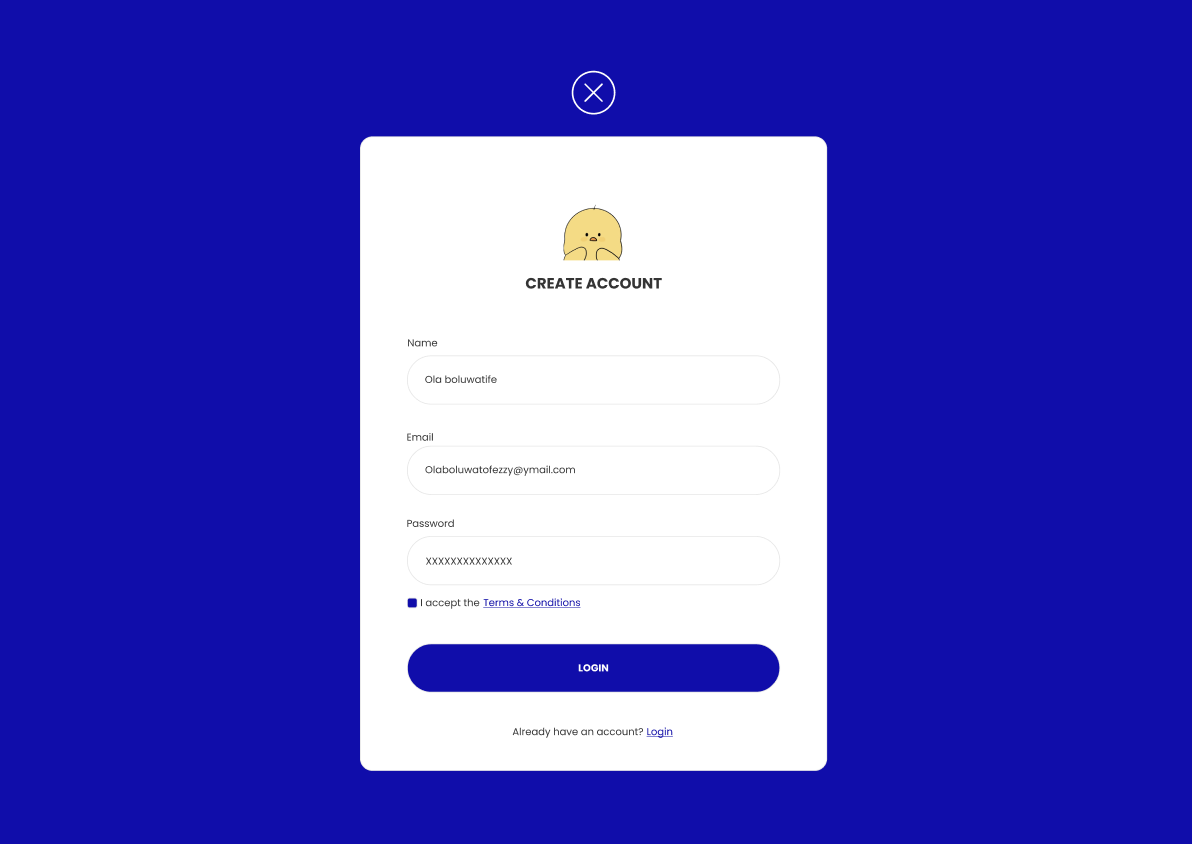 CREATE ACCOUNT
Name
Ola boluwatife
Email
Olaboluwatofezzy@ymail.com
Password
XXXXXXXXXXXXXX
I accept the Terms & Conditions
LOGIN
Already have an account? Login